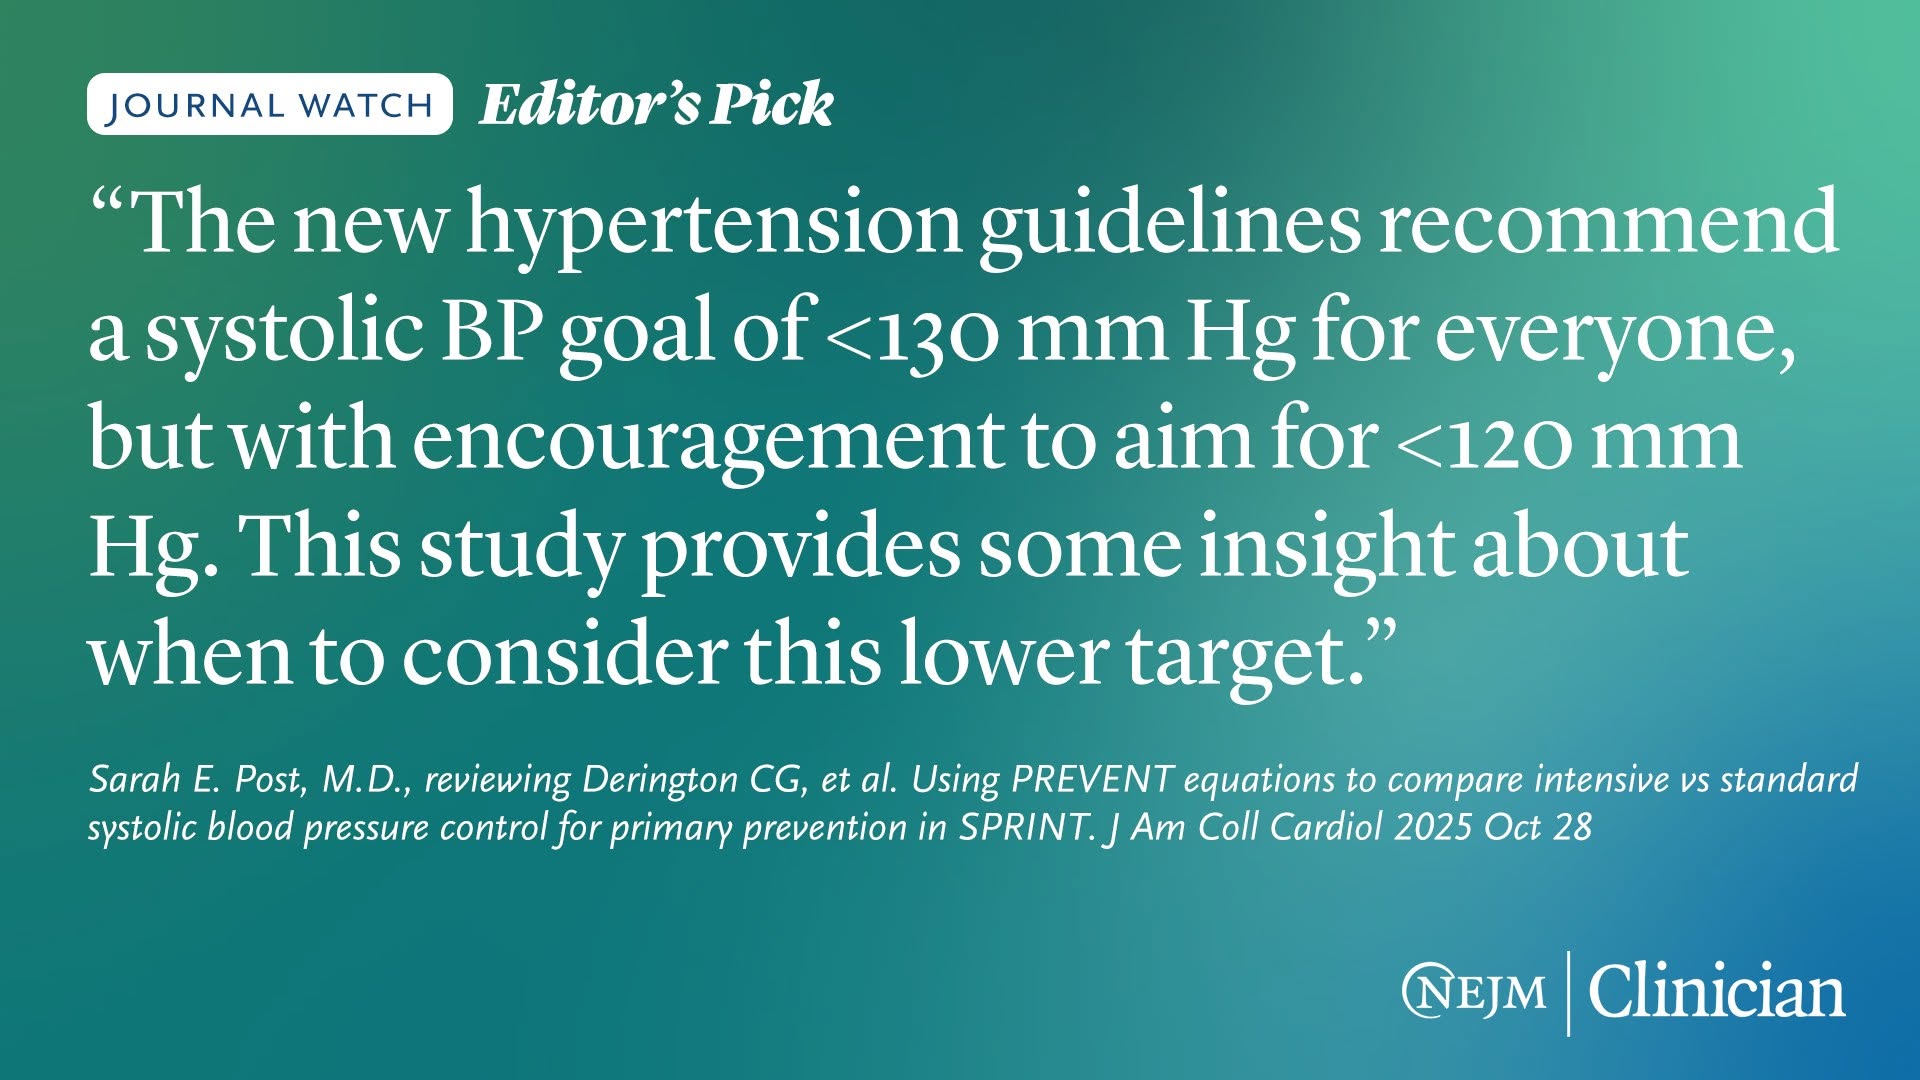 JOURNAL WATCH Editor’s Pick
“The new hypertension guidelines recommend
a systolic BP goal of <130 mm Hg for everyone,
but with encouragement to aim for <120 mm
Hg. This study provides some insight about
when to consider this lower target.”
Sarah E. Post, M.D., reviewing Derington CG, et al. Using PREVENT equations to compare intensive vs standard
systolic blood pressure control for primary prevention in SPRINT. J Am Coll Cardiol 2025 Oct 28
NEJM | Clinician